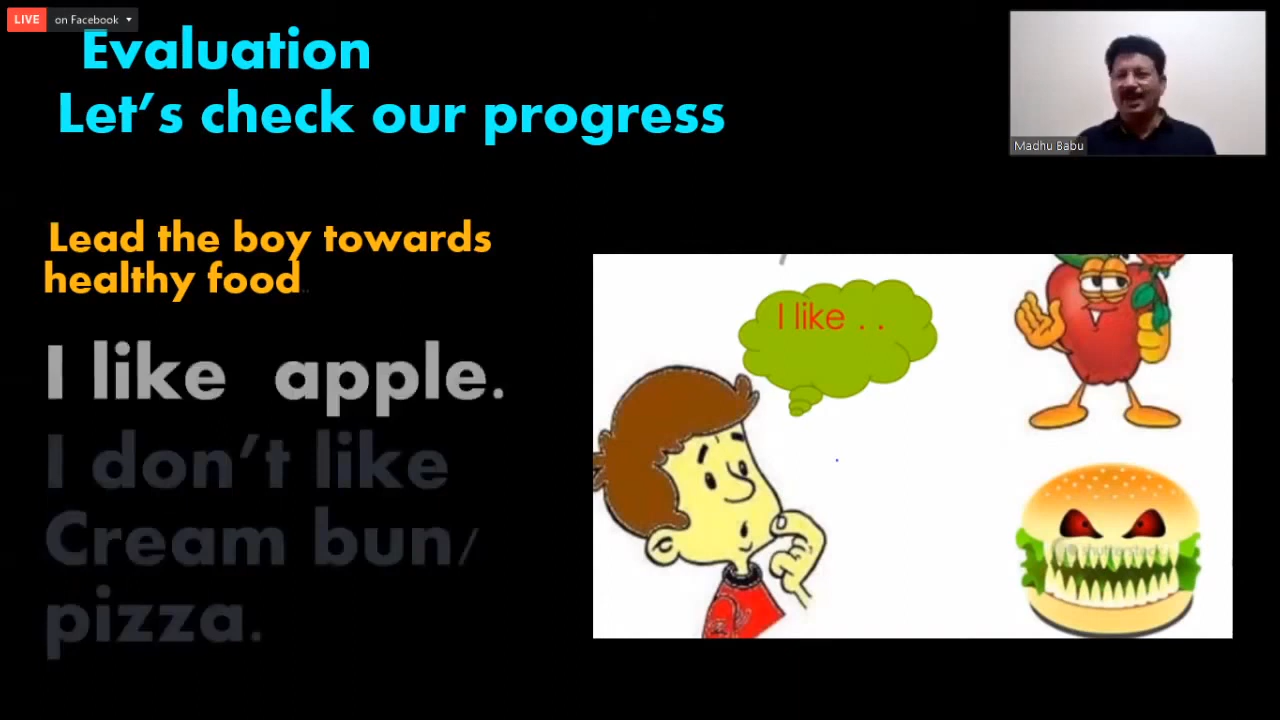 LIVE on Facebook
Evaluation
Let's check our progress
Madhu Babu
Lead the boy towards
healthy food..
I like apple.
I don't like
Cream bun/
pizza.
I like . .
shutterstock